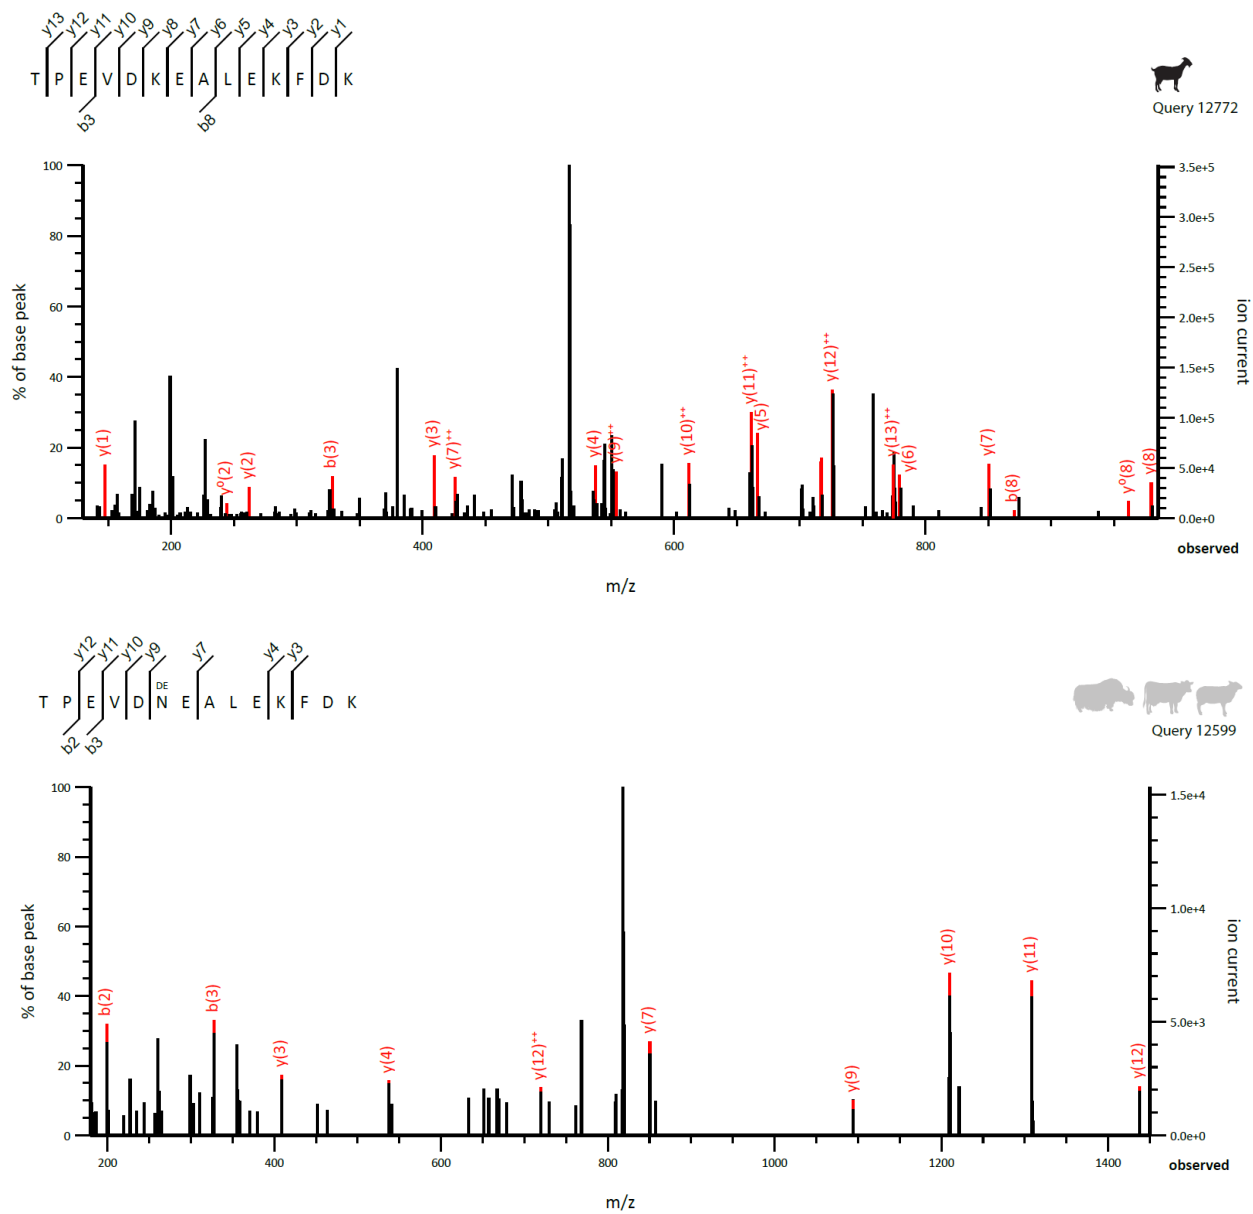 y13 y12 y11 y10 y9 y8 y7 y6 y5 y4 y3 y2 y1
T P E V D K E A L E K F D K
b3 b8
Query 12772
100
80
60
40
20
0
% of base peak
y(1)
y⁰(2)
y(2)
b(3)
y(3)
y(7)⁺⁺
y(4)
y(9)⁺⁺
y(10)⁺⁺
y(11)⁺⁺
y(5)
y(12)⁺⁺
y(13)⁺⁺
y(6)
y(7)
b(8)
y⁰(8)
y(8)
3.5e+5
3.0e+5
2.5e+5
2.0e+5
1.5e+5
1.0e+5
5.0e+4
0.0e+0
ion current
200 400 600 800 observed
m/z
y12 y11 y10 y9 y7 y4 y3
DE
T P E V D N E A L E K F D K
b2 b3
Query 12599
100
80
60
40
20
0
% of base peak
b(2)
b(3)
y(3)
y(4)
y(12)⁺⁺
y(7)
y(9)
y(10)
y(11)
y(12)
1.5e+4
1.0e+4
5.0e+3
0.0e+0
ion current
200 400 600 800 1000 1200 1400 observed
m/z